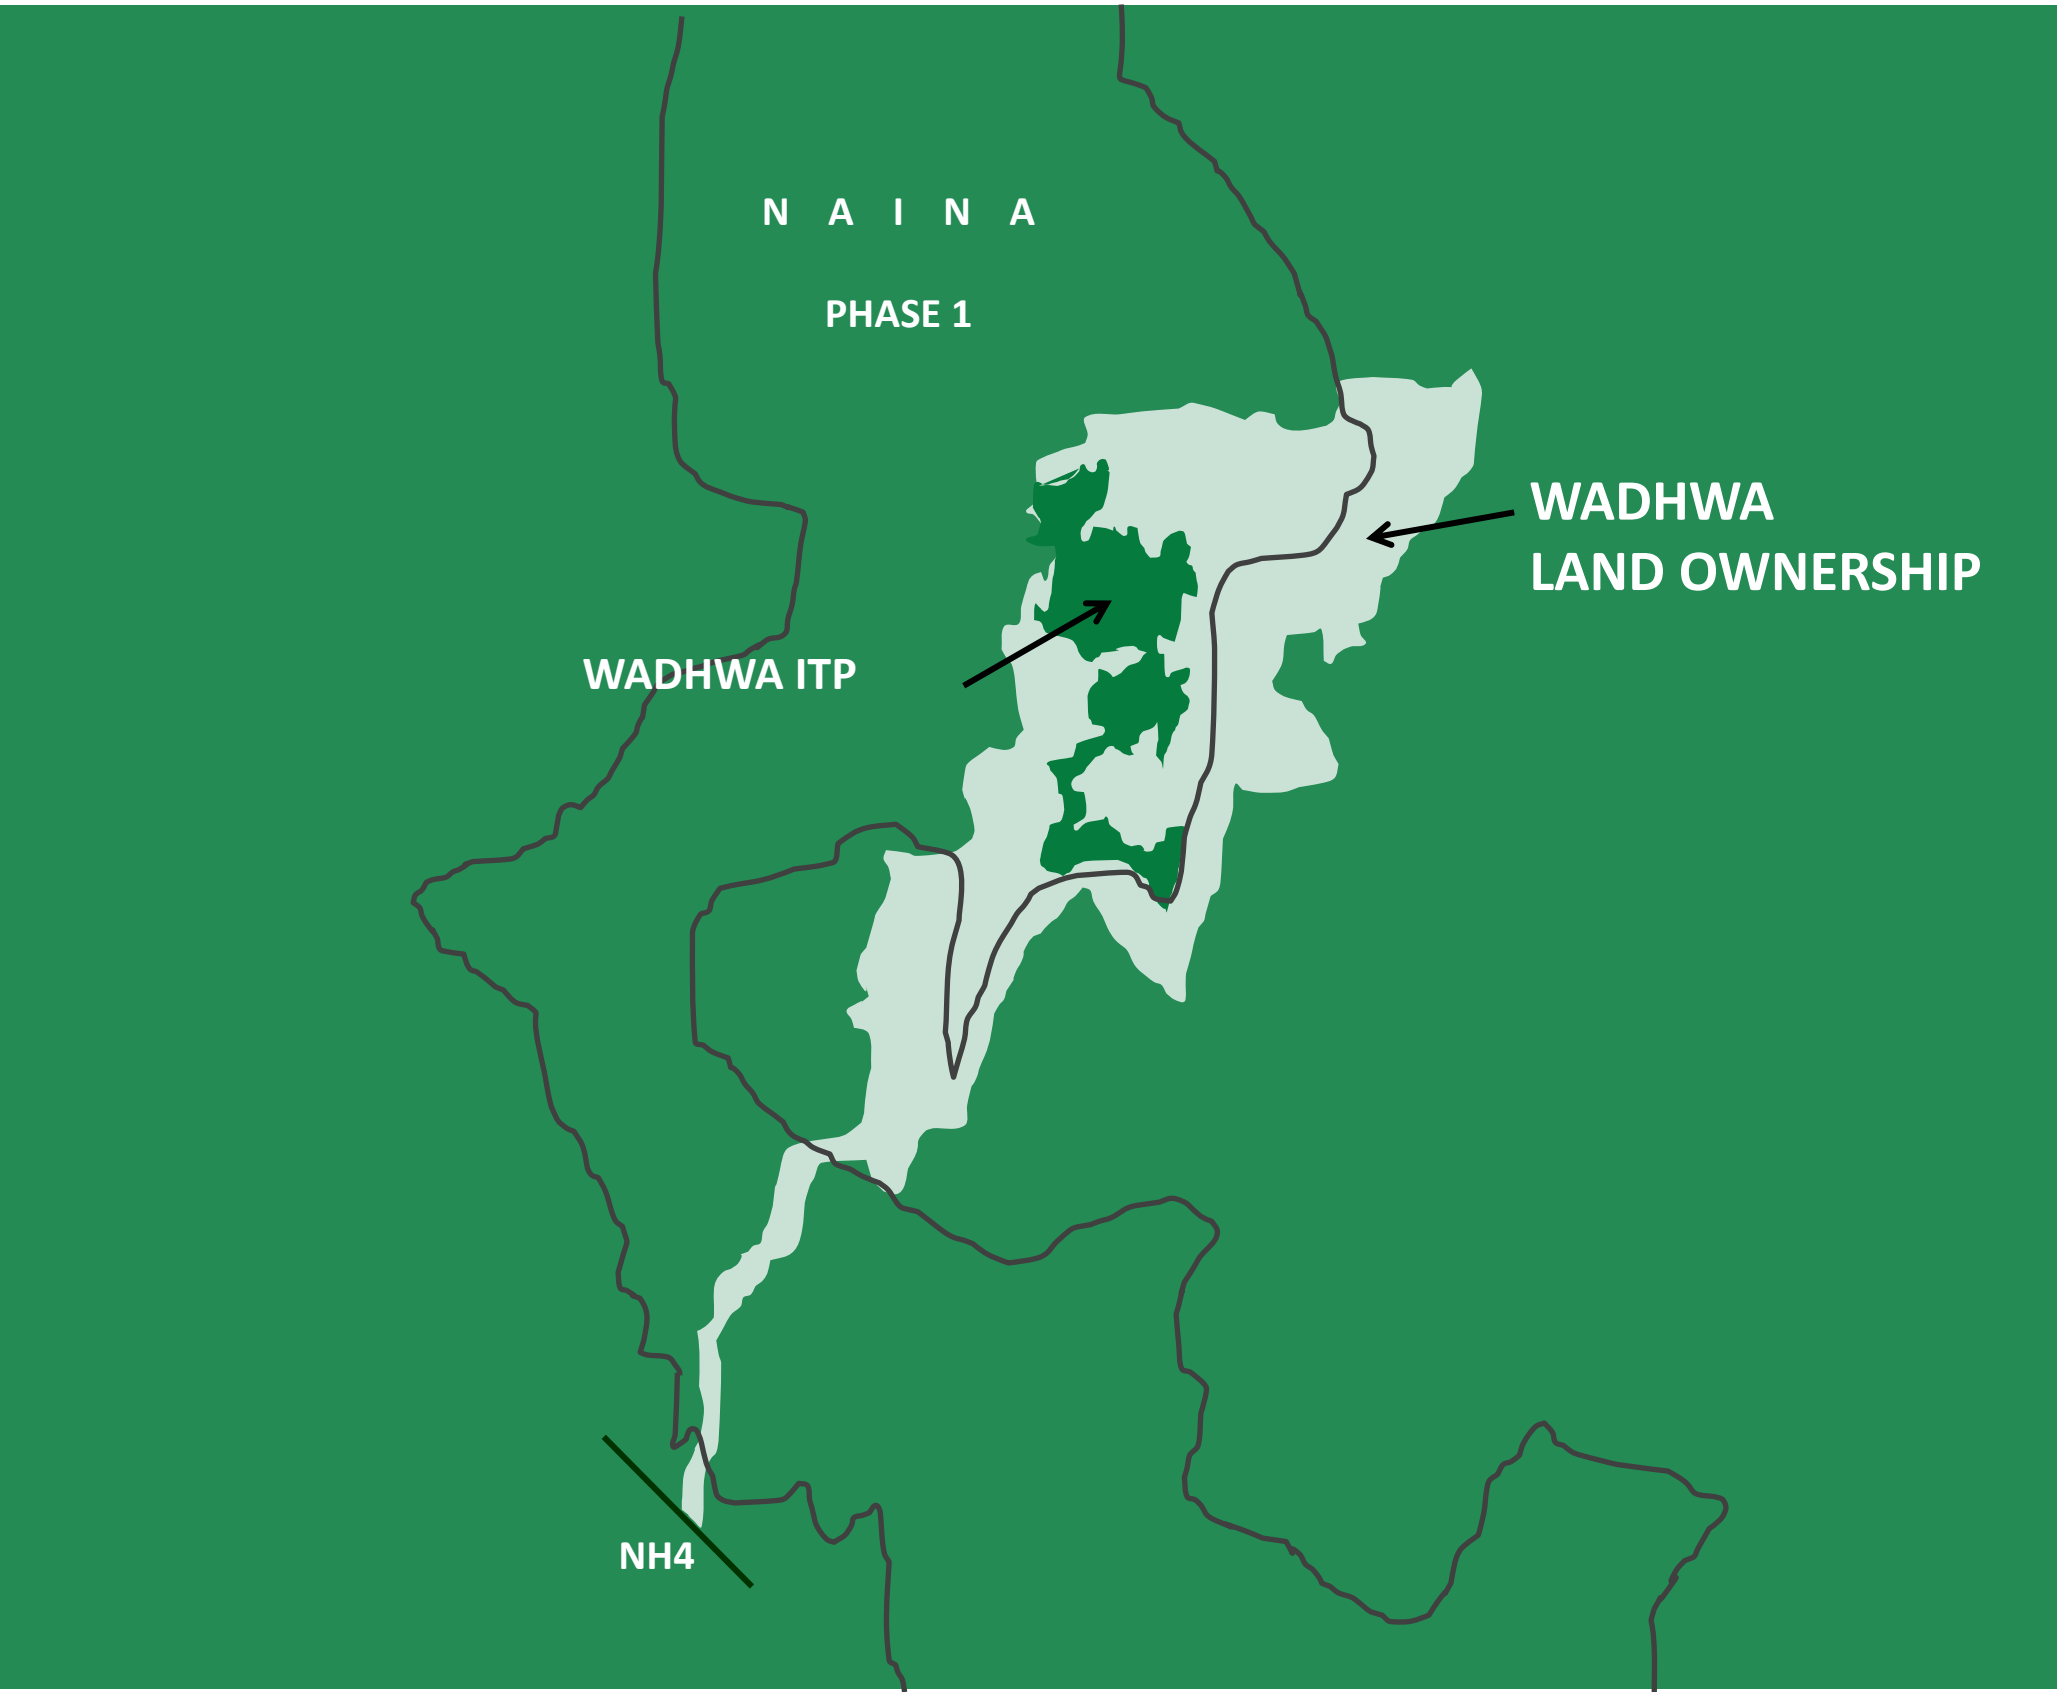 N A I N A
PHASE 1
WADHWA
LAND OWNERSHIP
WADHWA ITP
NH4